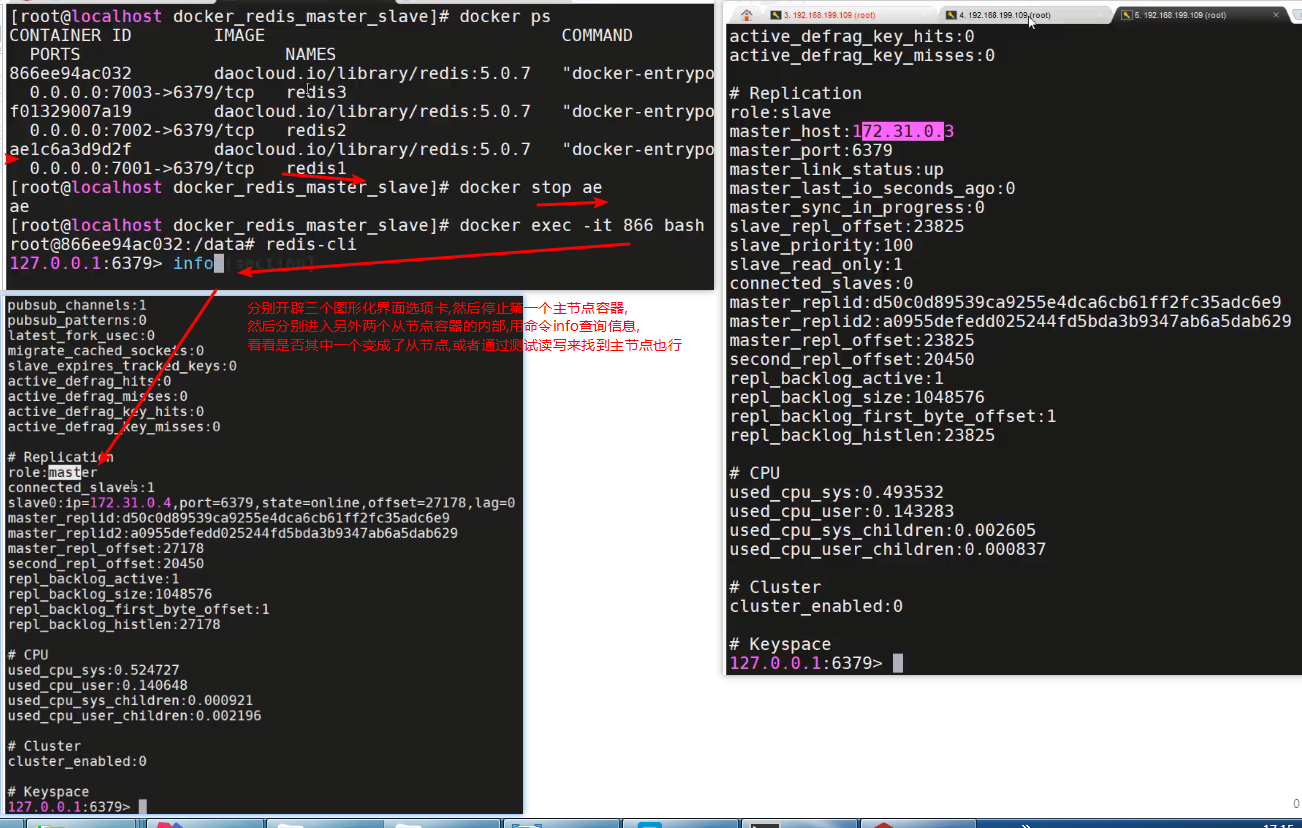 [root@localhost docker_redis_master_slave]# docker ps
CONTAINER ID        IMAGE                             COMMAND
  PORTS                    NAMES
866ee94ac032        daocloud.io/library/redis:5.0.7   "docker-entrypo
  0.0.0.0:7003->6379/tcp   redis3
f01329007a19        daocloud.io/library/redis:5.0.7   "docker-entrypo
  0.0.0.0:7002->6379/tcp   redis2
ae1c6a3d9d2f        daocloud.io/library/redis:5.0.7   "docker-entrypo
  0.0.0.0:7001->6379/tcp   redis1
[root@localhost docker_redis_master_slave]# docker stop ae
ae
[root@localhost docker_redis_master_slave]# docker exec -it 866 bash
root@866ee94ac032:/data# redis-cli
127.0.0.1:6379> info
分别开辟三个图形化界面选项卡,然后停止第一个主节点容器,
然后分别进入另外两个从节点容器的内部,用命令info查询信息,
看看是否其中一个变成了从节点,或者通过测试读写来找到主节点也行
pubsub_channels:1
pubsub_patterns:0
latest_fork_usec:0
migrate_cached_sockets:0
slave_expires_tracked_keys:0
active_defrag_hits:0
active_defrag_misses:0
active_defrag_key_hits:0
active_defrag_key_misses:0
# Replication
role:master
connected_slaves:1
slave0:ip=172.31.0.4,port=6379,state=online,offset=27178,lag=0
master_replid:d50c0d89539ca9255e4dca6cb61ff2fc35adc6e9
master_replid2:a0955defedd025244fd5bda3b9347ab6a5dab629
master_repl_offset:27178
second_repl_offset:20450
repl_backlog_active:1
repl_backlog_size:1048576
repl_backlog_first_byte_offset:1
repl_backlog_histlen:27178
# CPU
used_cpu_sys:0.524727
used_cpu_user:0.140648
used_cpu_sys_children:0.000921
used_cpu_user_children:0.002196
# Cluster
cluster_enabled:0
# Keyspace
127.0.0.1:6379>
3. 192.168.199.109 (root)
4. 192.168.199.109 (root)
5. 192.168.199.109 (root)
active_defrag_key_hits:0
active_defrag_key_misses:0
# Replication
role:slave
master_host:172.31.0.3
master_port:6379
master_link_status:up
master_last_io_seconds_ago:0
master_sync_in_progress:0
slave_repl_offset:23825
slave_priority:100
slave_read_only:1
connected_slaves:0
master_replid:d50c0d89539ca9255e4dca6cb61ff2fc35adc6e9
master_replid2:a0955defedd025244fd5bda3b9347ab6a5dab629
master_repl_offset:23825
second_repl_offset:20450
repl_backlog_active:1
repl_backlog_size:1048576
repl_backlog_first_byte_offset:1
repl_backlog_histlen:23825
# CPU
used_cpu_sys:0.493532
used_cpu_user:0.143283
used_cpu_sys_children:0.002605
used_cpu_user_children:0.000837
# Cluster
cluster_enabled:0
# Keyspace
127.0.0.1:6379>
0